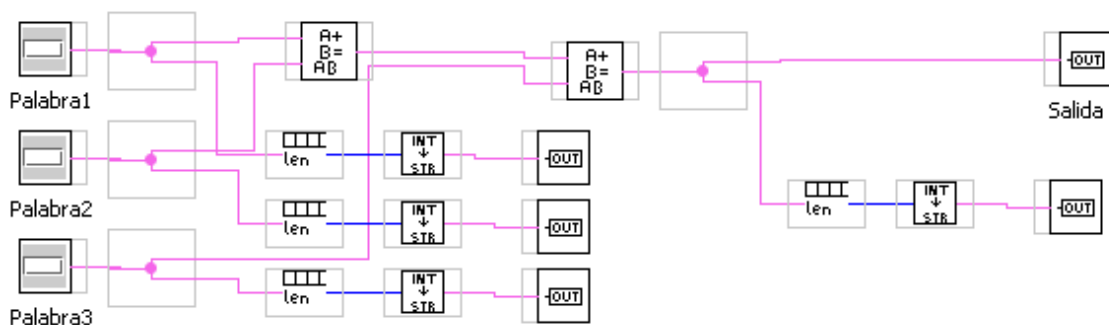 A+
B=
AB
A+
B=
AB
OUT
Palabra1
Salida
len
INT
STR
OUT
Palabra2
len
INT
STR
OUT
len
INT
STR
OUT
Palabra3
len
INT
STR
OUT